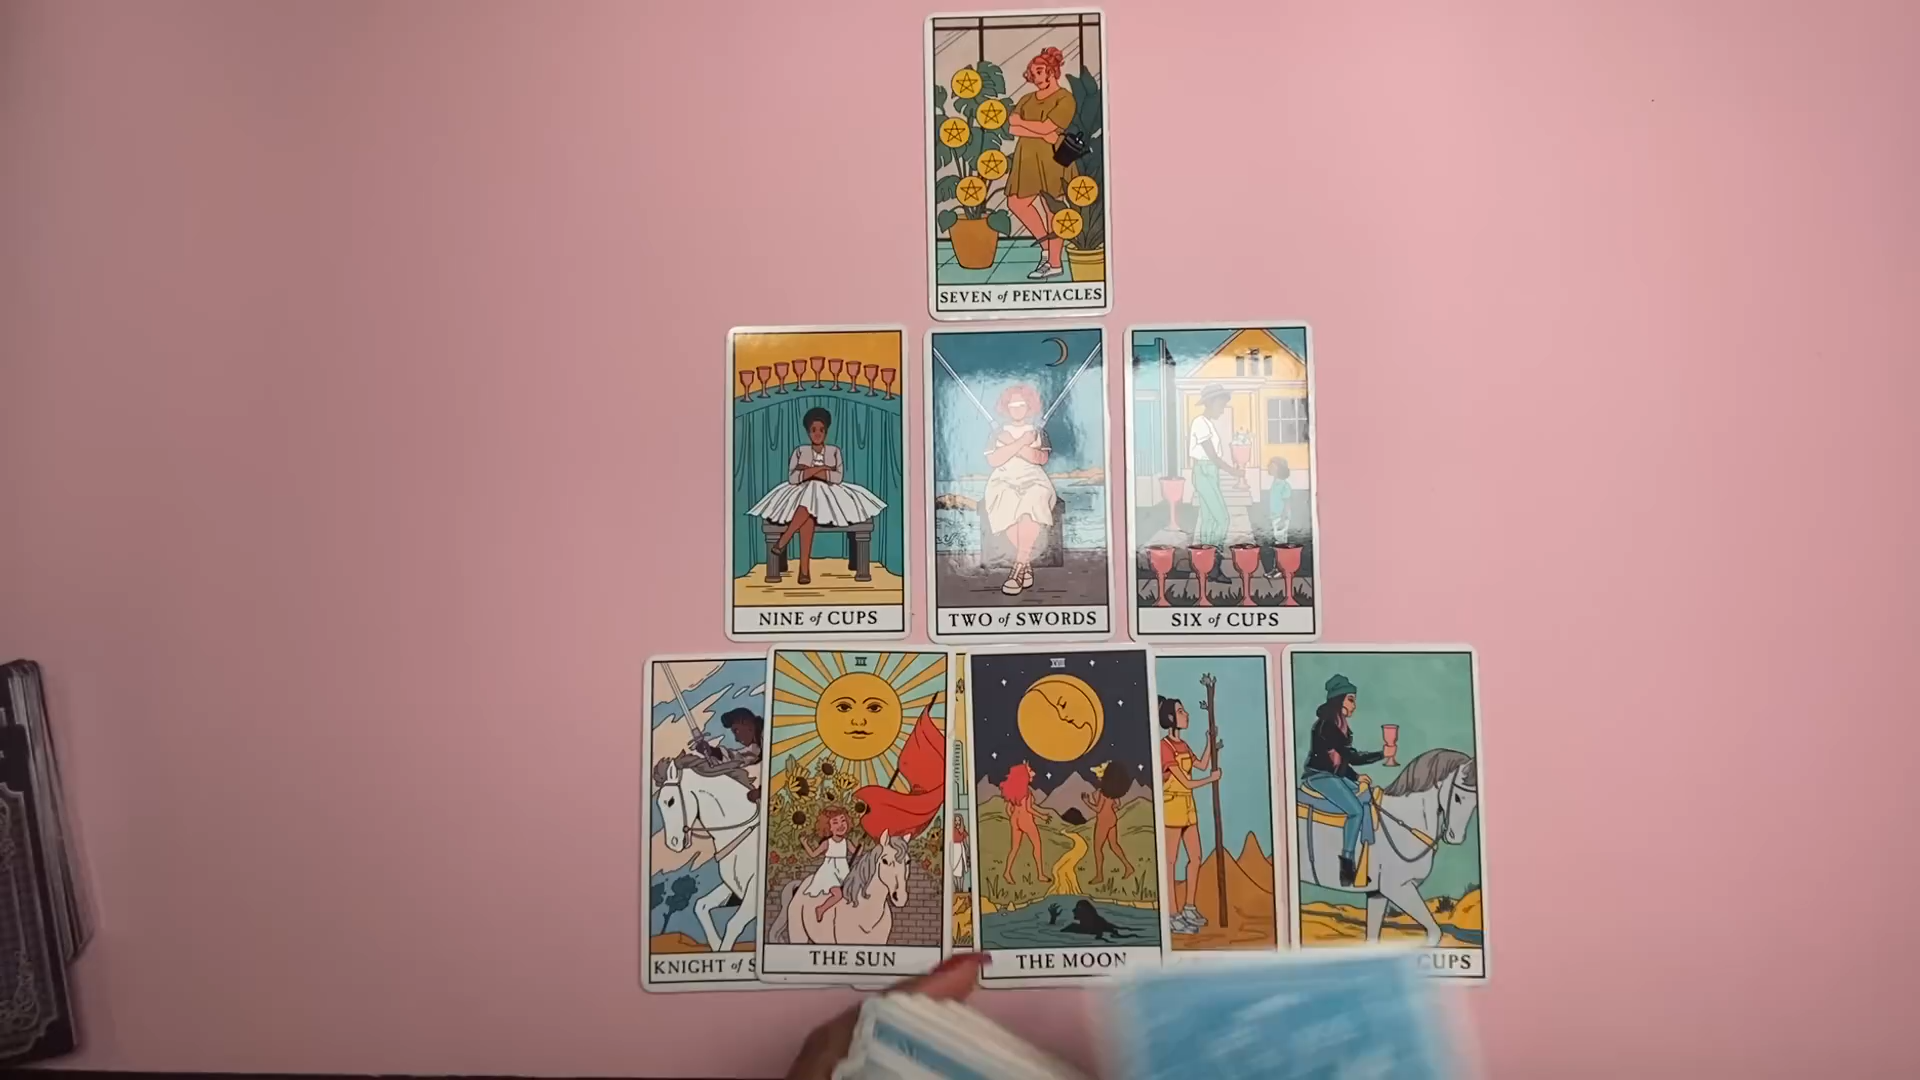 SEVEN of PENTACLES
NINE of CUPS
TWO of SWORDS
SIX of CUPS
XVIII
KNIGHT of S
THE SUN
THE MOON
CUPS